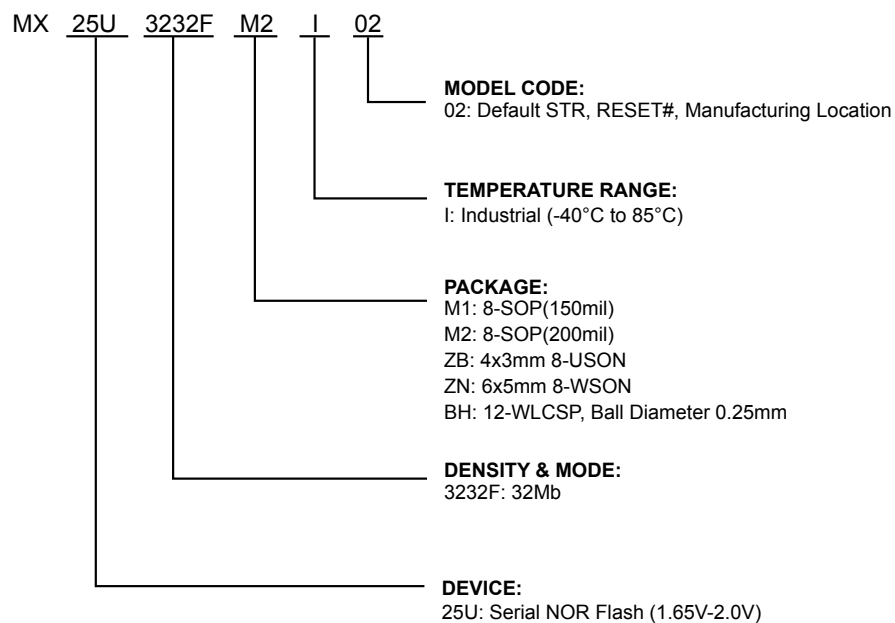 MX 25U 3232F M2 I 02
MODEL CODE:
02: Default STR, RESET#, Manufacturing Location
TEMPERATURE RANGE:
I: Industrial (-40°C to 85°C)
PACKAGE:
M1: 8-SOP(150mil)
M2: 8-SOP(200mil)
ZB: 4x3mm 8-USON
ZN: 6x5mm 8-WSON
BH: 12-WLCSP, Ball Diameter 0.25mm
DENSITY & MODE:
3232F: 32Mb
DEVICE:
25U: Serial NOR Flash (1.65V-2.0V)